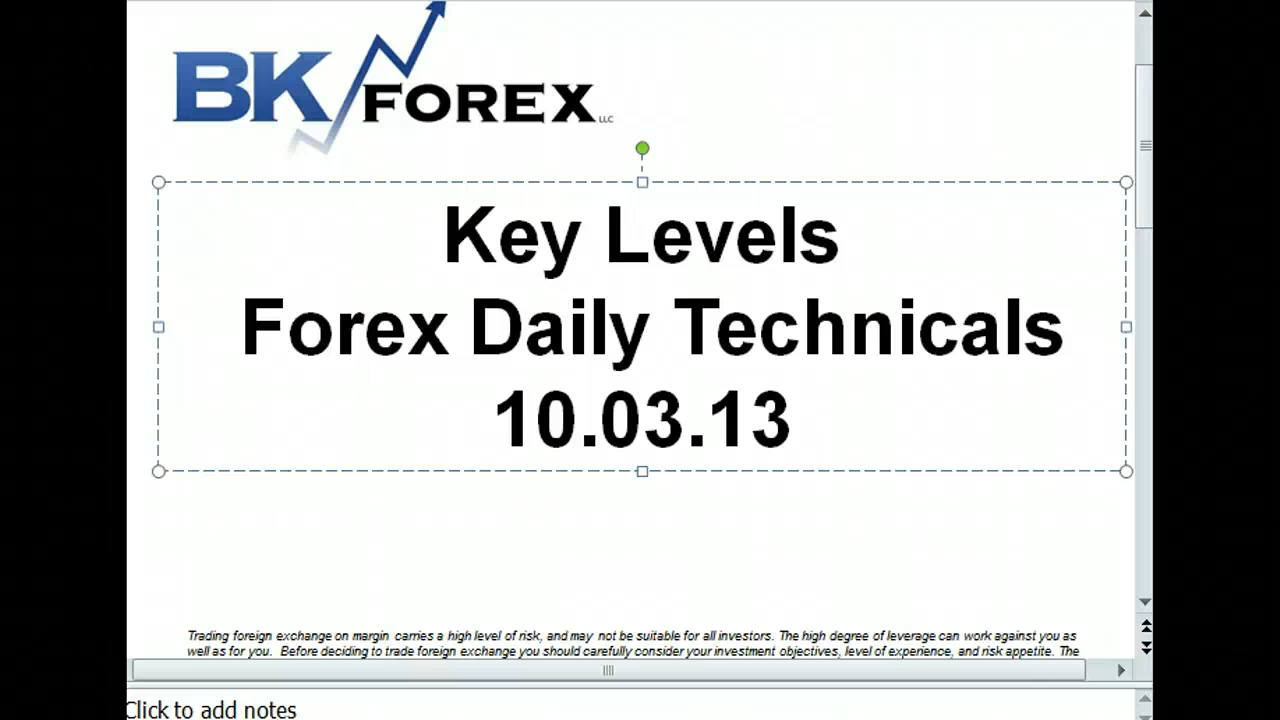 BK FOREX LLC
Key Levels
Forex Daily Technicals
10.03.13
Trading foreign exchange on margin carries a high level of risk, and may not be suitable for all investors. The high degree of leverage can work against you as
well as for you. Before deciding to trade foreign exchange you should carefully consider your investment objectives, level of experience, and risk appetite. The
Click to add notes